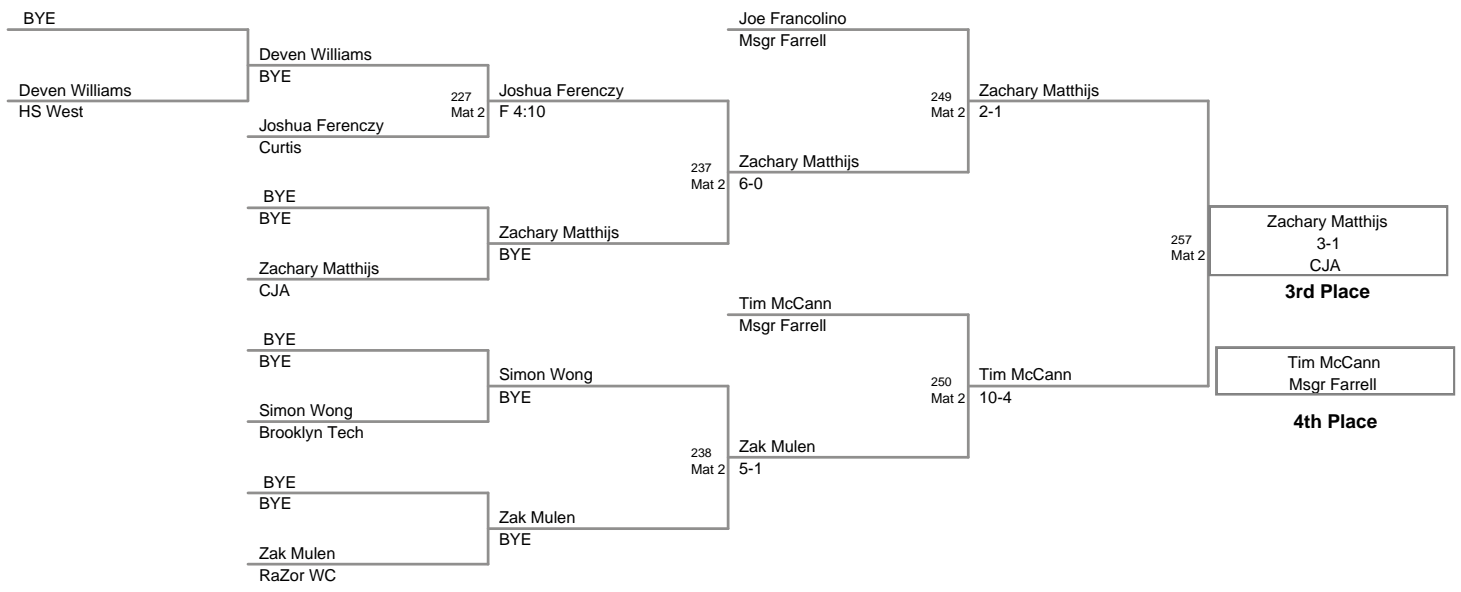 BYE
Deven Williams
HS West
Deven Williams
BYE
Joshua Ferenczy
Curtis
BYE
BYE
Zachary Matthijs
CJA
BYE
BYE
Simon Wong
Brooklyn Tech
BYE
BYE
Zak Mulen
RaZor WC
227
Mat 2
Joshua Ferenczy
F 4:10
Zachary Matthijs
BYE
Simon Wong
BYE
Zak Mulen
BYE
237
Mat 2
238
Mat 2
Joe Francolino
Msgr Farrell
Zachary Matthijs
6-0
Tim McCann
Msgr Farrell
Zak Mulen
5-1
249
Mat 2
250
Mat 2
Zachary Matthijs
2-1
Tim McCann
10-4
257
Mat 2
Zachary Matthijs
3-1
CJA
3rd Place
Tim McCann
Msgr Farrell
4th Place